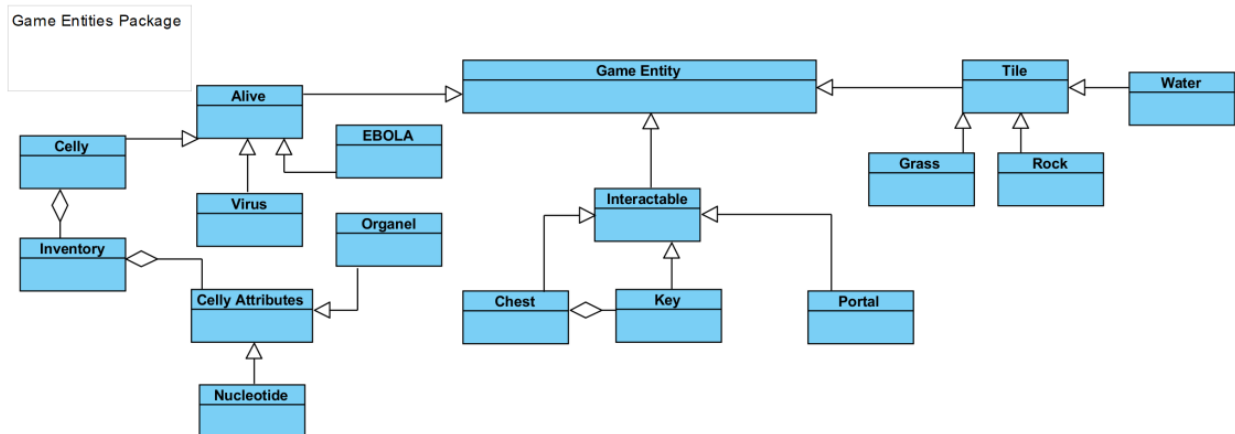 Game Entities Package
Game Entity
Tile
Water
Alive
EBOLA
Celly
Grass
Rock
Virus
Interactable
Organel
Inventory
Celly Attributes
Chest
Key
Portal
Nucleotide